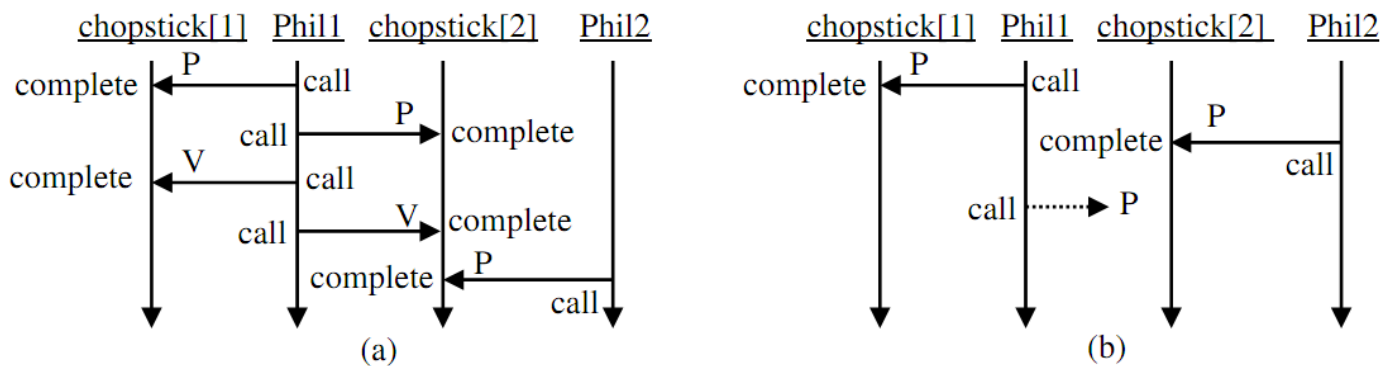 chopstick[1] Phil1 chopstick[2] Phil2
P
complete call
P
call complete
V
complete call
V
call complete
P
complete
call
(a)
chopstick[1] Phil1 chopstick[2] Phil2
P
complete call
P
complete
call
call P
(b)